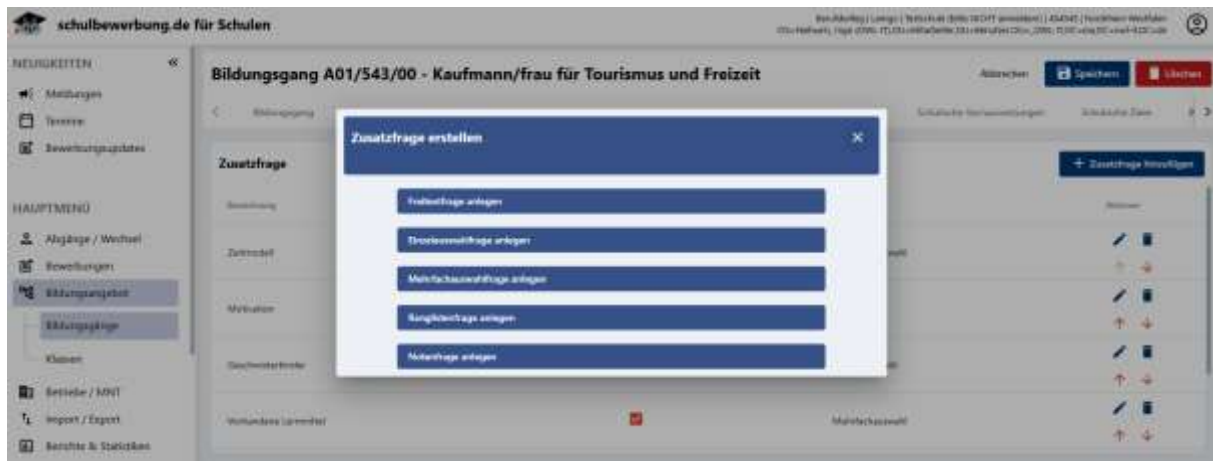 schulbewerbung.de für Schulen
NEUIGKEITEN
Meldungen
Termine
Bewerbungsupdates
HAUPTMENÜ
Abgänge / Wechsel
Bewerbungen
Bildungsangebot
Bildungsgänge
Klassen
Betriebe / MNT
Import / Export
Berichte & Statistiken
Bildungsgang A01/543/00 - Kaufmann/frau für Tourismus und Freizeit
Abbrechen
Speichern
Löschen
Bildungsgang
Schulische Voraussetzungen
Schulische Ziele
Zusatzfrage
+ Zusatzfrage hinzufügen
Bezeichnung
Aktionen
Zeitmodell
Motivation
Geschwisterkinder
Vorhandene Lernmittel
Mehrfachauswahl
Zusatzfrage erstellen
Freitextfrage anlegen
Einzelauswahlfrage anlegen
Mehrfachauswahlfrage anlegen
Ranglistenfrage anlegen
Notenfrage anlegen